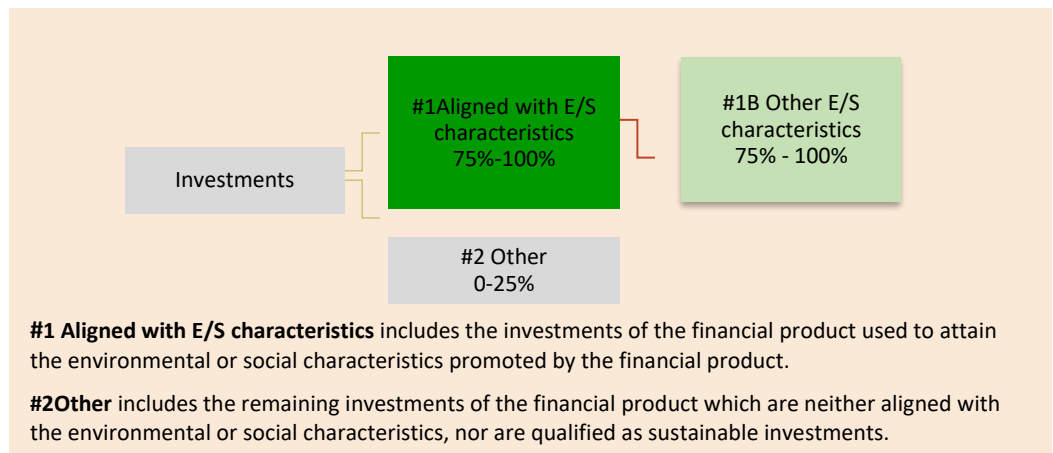 #1Aligned with E/S
characteristics
75%-100%
#1B Other E/S
characteristics
75% - 100%
Investments
#2 Other
0-25%
#1 Aligned with E/S characteristics includes the investments of the financial product used to attain
the environmental or social characteristics promoted by the financial product.
#2Other includes the remaining investments of the financial product which are neither aligned with
the environmental or social characteristics, nor are qualified as sustainable investments.